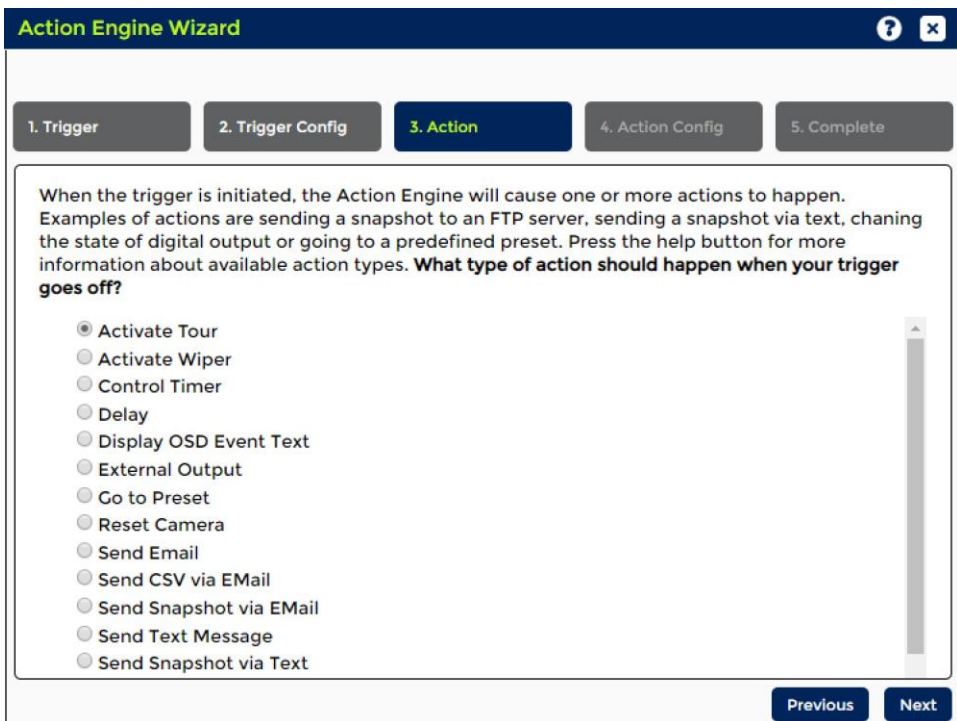 Action Engine Wizard
?
1. Trigger
2. Trigger Config
3. Action
4. Action Config
5. Complete
When the trigger is initiated, the Action Engine will cause one or more actions to happen.
Examples of actions are sending a snapshot to an FTP server, sending a snapshot via text, chaning
the state of digital output or going to a predefined preset. Press the help button for more
information about available action types. What type of action should happen when your trigger
goes off?
Activate Tour
Activate Wiper
Control Timer
Delay
Display OSD Event Text
External Output
Go to Preset
Reset Camera
Send Email
Send CSV via EMail
Send Snapshot via EMail
Send Text Message
Send Snapshot via Text
Previous
Next